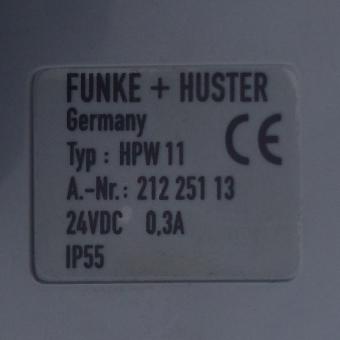 FUNKE + HUSTER
Germany
Typ : HPW 11
A.-Nr.: 212 251 13
24VDC 0,3A
IP55
CE